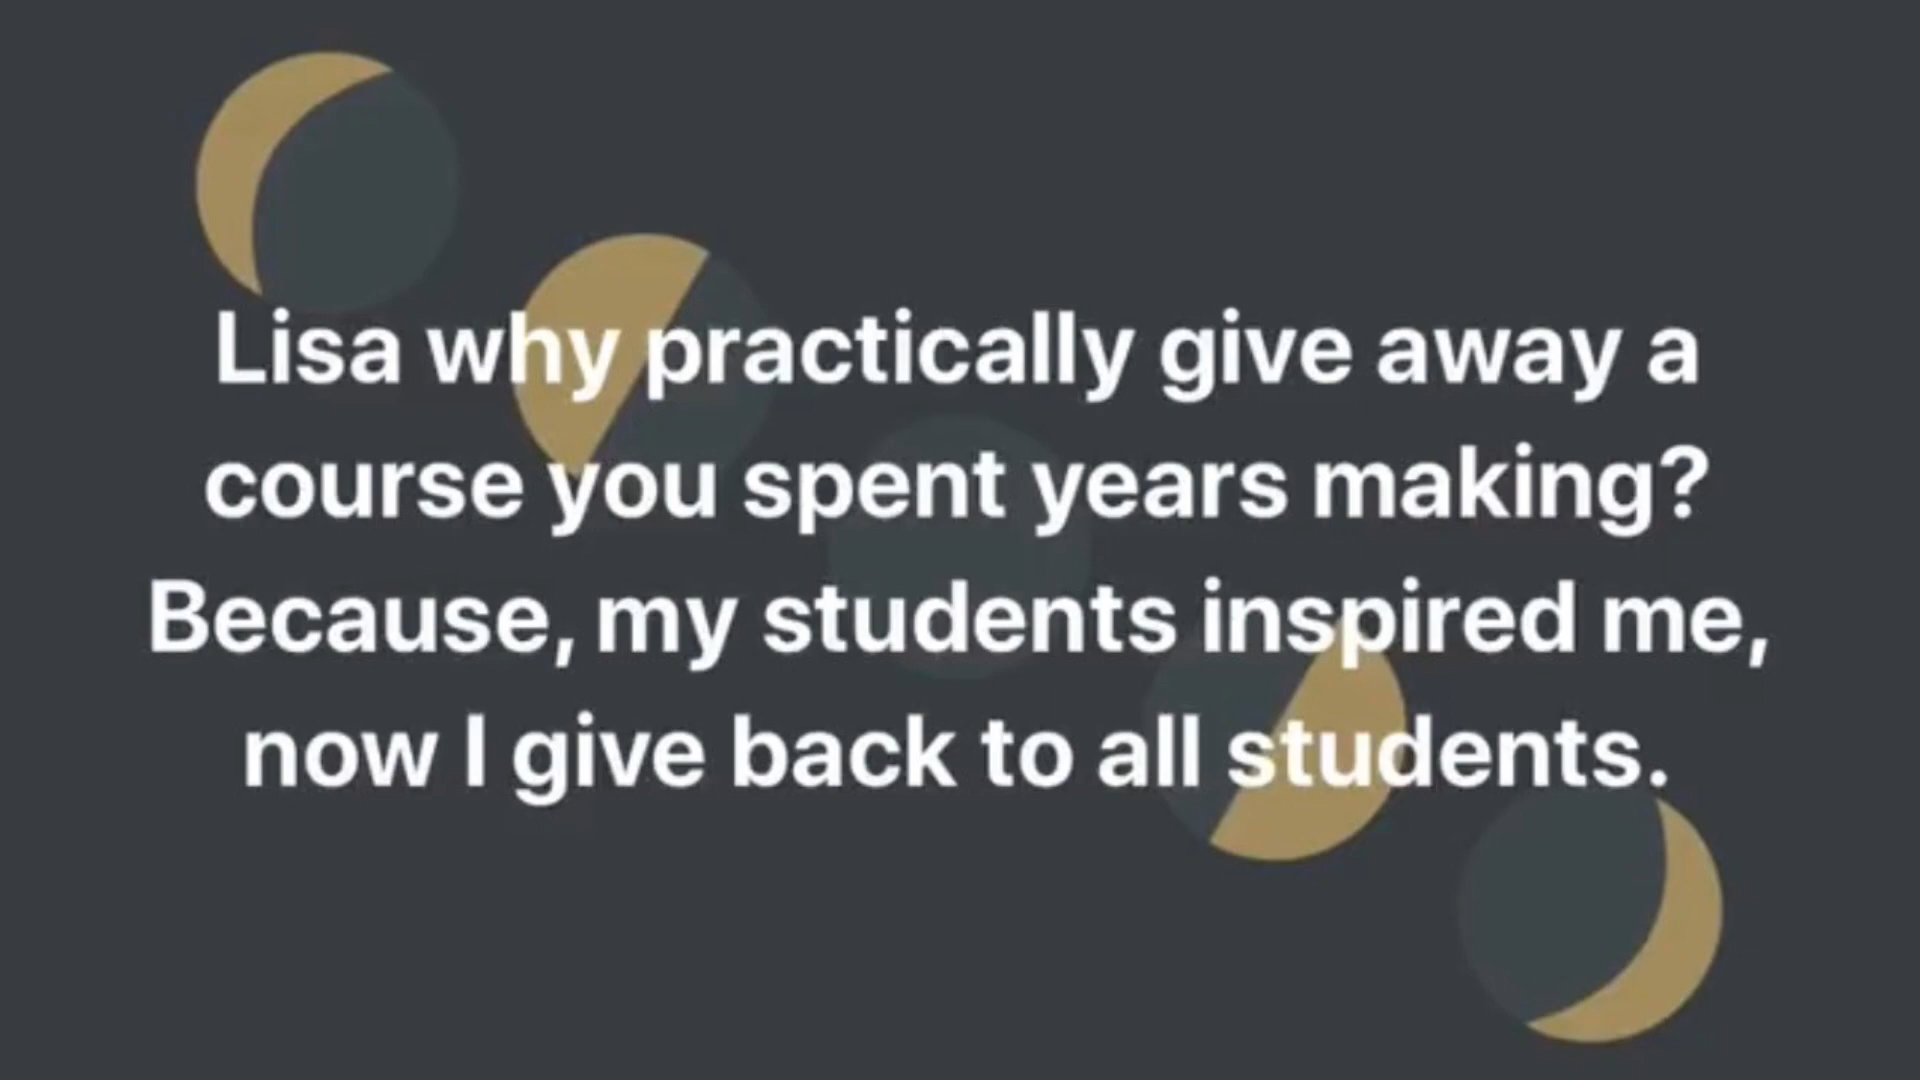 Lisa why practically give away a
course you spent years making?
Because, my students inspired me,
now I give back to all students.